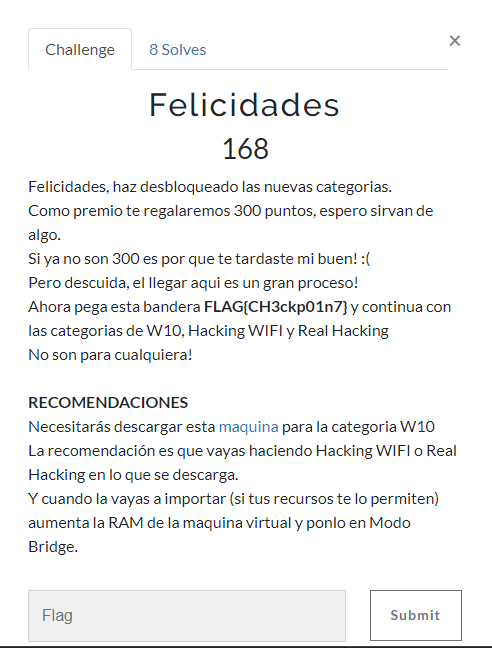 Challenge
8 Solves
×
Felicidades
168
Felicidades, haz desbloqueado las nuevas categorias.
Como premio te regalaremos 300 puntos, espero sirvan de
algo.
Si ya no son 300 es por que te tardaste mi buen! :(
Pero descuida, el llegar aqui es un gran proceso!
Ahora pega esta bandera FLAG{CH3ckp01n7} y continua con
las categorias de W10, Hacking WIFI y Real Hacking
No son para cualquiera!
RECOMENDACIONES
Necesitarás descargar esta maquina para la categoria W10
La recomendación es que vayas haciendo Hacking WIFI o Real
Hacking en lo que se descarga.
Y cuando la vayas a importar (si tus recursos te lo permiten)
aumenta la RAM de la maquina virtual y ponlo en Modo
Bridge.
Flag
Submit